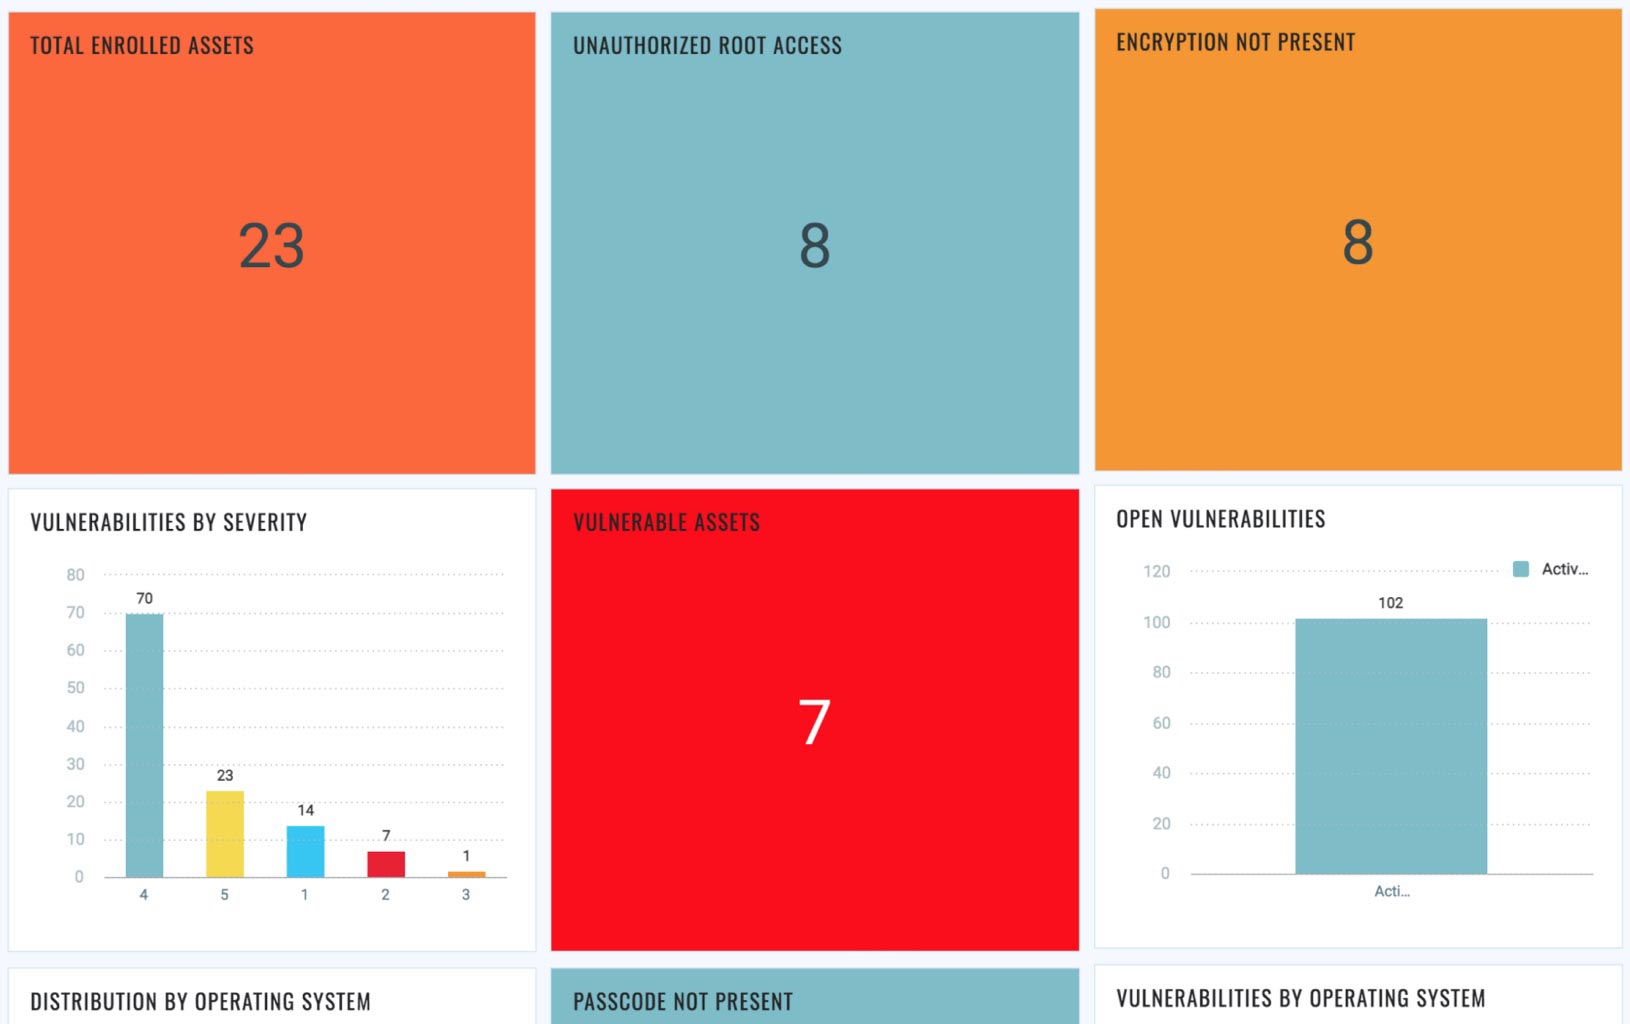 TOTAL ENROLLED ASSETS
23
UNAUTHORIZED ROOT ACCESS
8
ENCRYPTION NOT PRESENT
8
VULNERABILITIES BY SEVERITY
80
70
60
50
40
30
20
10
0
70
23
14
7
1
4 5 1 2 3
VULNERABLE ASSETS
7
OPEN VULNERABILITIES
Activ...
120
100
80
60
40
20
0
102
Acti...
DISTRIBUTION BY OPERATING SYSTEM
PASSCODE NOT PRESENT
VULNERABILITIES BY OPERATING SYSTEM